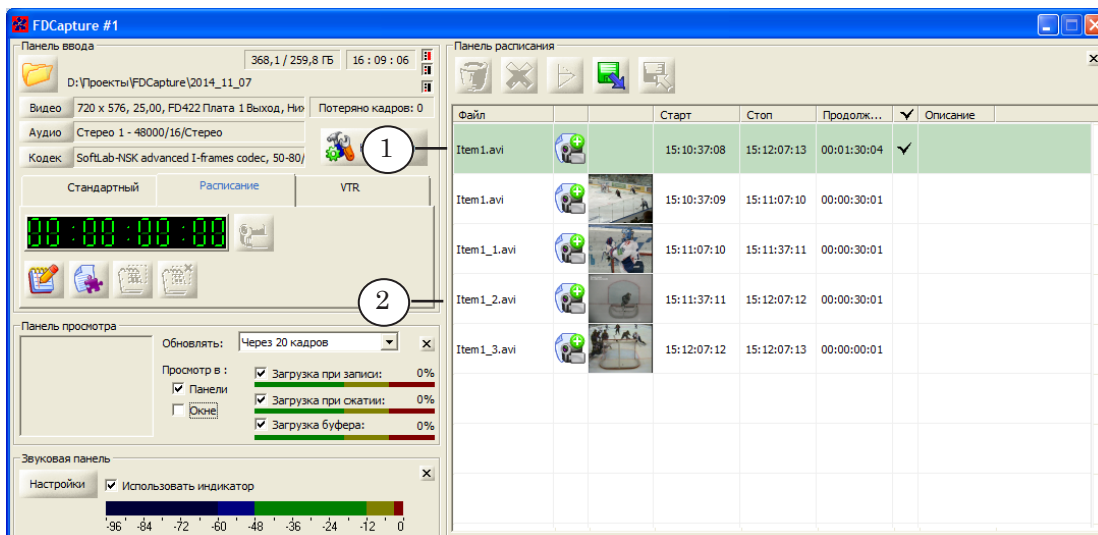 FDCapture #1
Панель ввода
368,1 / 259,8 ГБ
16 : 09 : 06
D:\Проекты\FDCapture\2014_11_07
Видео
720 x 576, 25,00, FD422 Плата 1 Выход, Ниж
Потеряно кадров: 0
Аудио
Стерео 1 - 48000/16/Стерео
Кодек
SoftLab-NSK advanced I-frames codec, 50-80/
1
Стандартный
Расписание
VTR
00 : 00 : 00 : 00
2
Панель просмотра
Обновлять:
Через 20 кадров
Просмотр в :
Панели
Окне
Загрузка при записи:
0%
Загрузка при сжатии:
0%
Загрузка буфера:
0%
Звуковая панель
Настройки
Использовать индикатор
-96 -84 -72 -60 -48 -36 -24 -12 0
Панель расписания
Файл Старт Стоп Продолж... Описание
Item1.avi 15:10:37:08 15:12:07:13 00:01:30:04
Item1.avi 15:10:37:09 15:11:07:10 00:00:30:01
Item1_1.avi 15:11:07:10 15:11:37:11 00:00:30:01
Item1_2.avi 15:11:37:11 15:12:07:12 00:00:30:01
Item1_3.avi 15:12:07:12 15:12:07:13 00:00:00:01